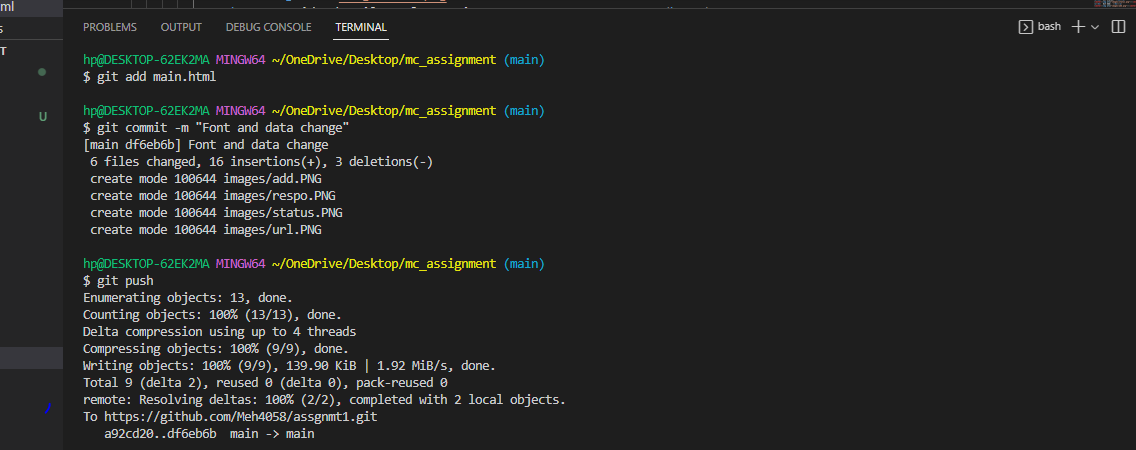 ml
PROBLEMS OUTPUT DEBUG CONSOLE TERMINAL
bash
s
T
hp@DESKTOP-62EK2MA MINGW64 ~/OneDrive/Desktop/mc_assignment (main)
$ git add main.html
hp@DESKTOP-62EK2MA MINGW64 ~/OneDrive/Desktop/mc_assignment (main)
U
$ git commit -m "Font and data change"
[main df6eb6b] Font and data change
6 files changed, 16 insertions(+), 3 deletions(-)
create mode 100644 images/add.PNG
create mode 100644 images/respo.PNG
create mode 100644 images/status.PNG
create mode 100644 images/url.PNG
hp@DESKTOP-62EK2MA MINGW64 ~/OneDrive/Desktop/mc_assignment (main)
$ git push
Enumerating objects: 13, done.
Counting objects: 100% (13/13), done.
Delta compression using up to 4 threads
Compressing objects: 100% (9/9), done.
Writing objects: 100% (9/9), 139.90 KiB | 1.92 MiB/s, done.
Total 9 (delta 2), reused 0 (delta 0), pack-reused 0
remote: Resolving deltas: 100% (2/2), completed with 2 local objects.
To https://github.com/Meh4058/assgnmt1.git
a92cd20..df6eb6b main -> main